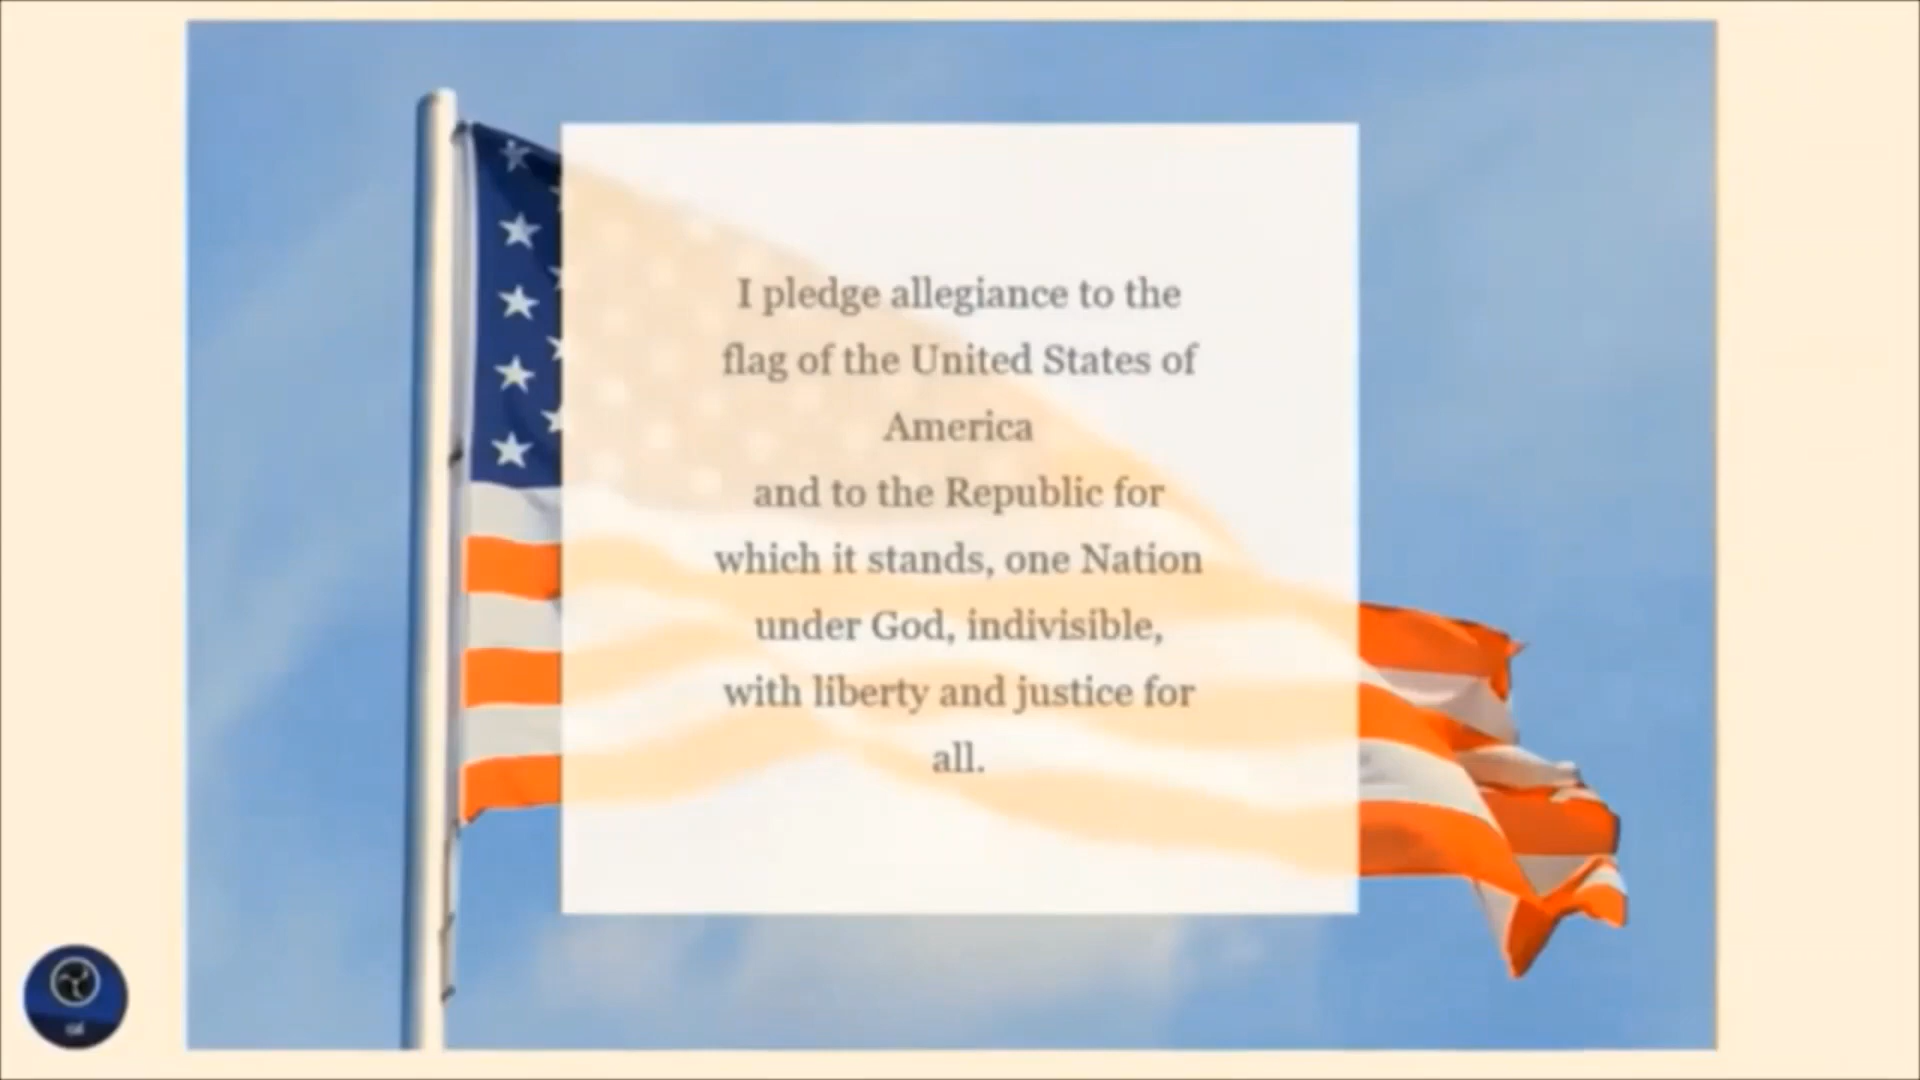 I pledge allegiance to the
flag of the United States of
America
and to the Republic for
which it stands, one Nation
under God, indivisible,
with liberty and justice for
all.